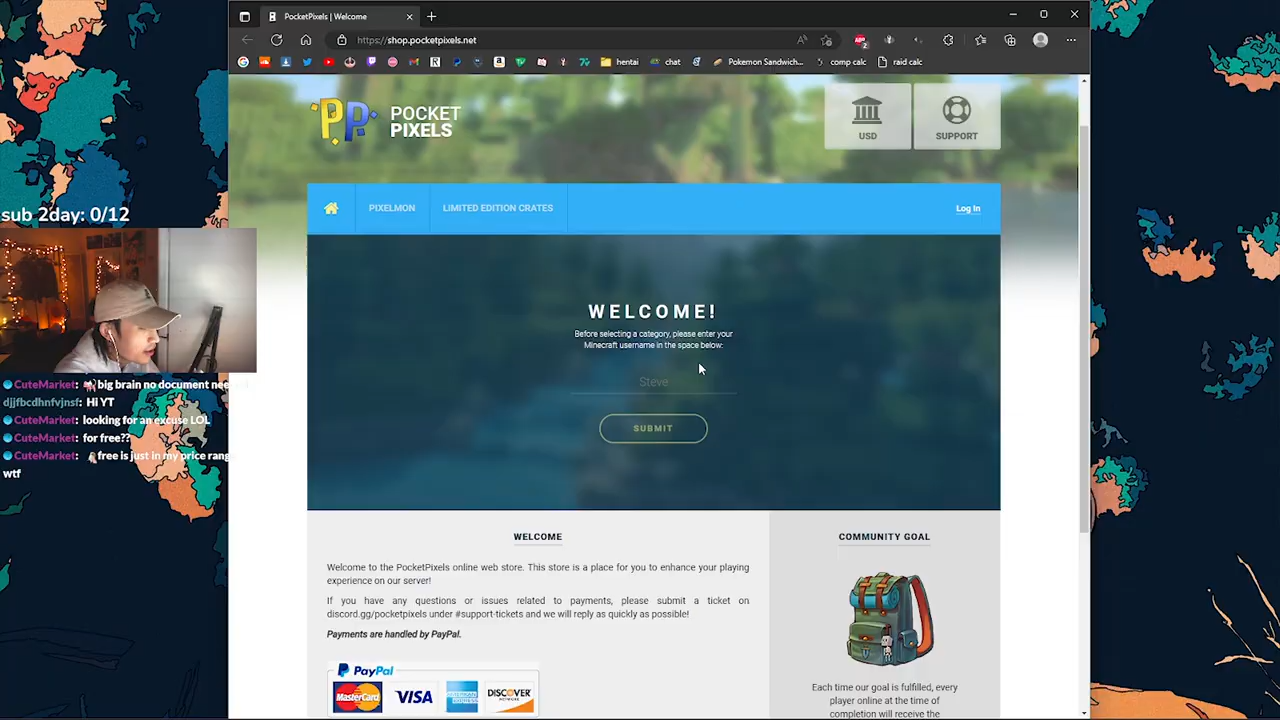 PocketPixels | Welcome
https://shop.pocketpixels.net
hentai
chat
Pokemon Sandwich...
comp calc
raid calc
POCKET
PIXELS
USD
SUPPORT
PIXELMON
LIMITED EDITION CRATES
Log In
sub 2day: 0/12
WELCOME!
Before selecting a category, please enter your
Minecraft username in the space below:
Steve
SUBMIT
CuteMarket: big brain no document nee
djjfbcdhnfvjnsf: Hi YT
CuteMarket: looking for an excuse LOL
CuteMarket: for free??
CuteMarket: free is just in my price rang
wtf
WELCOME
Welcome to the PocketPixels online web store. This store is a place for you to enhance your playing
experience on our server!
If you have any questions or issues related to payments, please submit a ticket on
discord.gg/pocketpixels under #support-tickets and we will reply as quickly as possible!
Payments are handled by PayPal.
PayPal
MasterCard
VISA
DISCOVER
COMMUNITY GOAL
Each time our goal is fulfilled, every
player online at the time of
completion will receive the